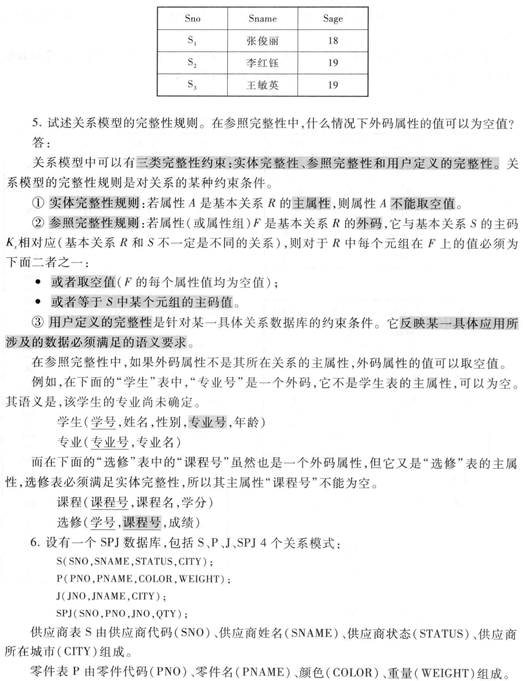 Sno Sname Sage
S₁ 张俊丽 18
S₂ 李红钰 19
S₃ 王敏英 19
5. 试述关系模型的完整性规则。在参照完整性中,什么情况下外码属性的值可以为空值?
答:
关系模型中可以有三类完整性约束:实体完整性、参照完整性和用户定义的完整性。关
系模型的完整性规则是对关系的某种约束条件。
① 实体完整性规则:若属性 A 是基本关系 R 的主属性,则属性 A 不能取空值。
② 参照完整性规则:若属性(或属性组)F 是基本关系 R 的外码,它与基本关系 S 的主码
Kₛ相对应(基本关系 R 和 S 不一定是不同的关系),则对于 R 中每个元组在 F 上的值必须为
下面二者之一:
• 或者取空值(F 的每个属性值均为空值);
• 或者等于 S 中某个元组的主码值。
③ 用户定义的完整性是针对某一具体关系数据库的约束条件。它反映某一具体应用所
涉及的数据必须满足的语义要求。
在参照完整性中,如果外码属性不是其所在关系的主属性,外码属性的值可以取空值。
例如,在下面的“学生”表中,“专业号”是一个外码,它不是学生表的主属性,可以为空。
其语义是,该学生的专业尚未确定。
学生(学号,姓名,性别,专业号,年龄)
专业(专业号,专业名)
而在下面的“选修”表中的“课程号”虽然也是一个外码属性,但它又是“选修”表的主属
性,选修表必须满足实体完整性,所以其主属性“课程号”不能为空。
课程(课程号,课程名,学分)
选修(学号,课程号,成绩)
6. 设有一个 SPJ 数据库,包括 S、P、J、SPJ 4 个关系模式:
S(SNO,SNAME,STATUS,CITY);
P(PNO,PNAME,COLOR,WEIGHT);
J(JNO,JNAME,CITY);
SPJ(SNO,PNO,JNO,QTY);
供应商表 S 由供应商代码(SNO)、供应商姓名(SNAME)、供应商状态(STATUS)、供应商
所在城市(CITY)组成。
零件表 P 由零件代码(PNO)、零件名(PNAME)、颜色(COLOR)、重量(WEIGHT)组成。